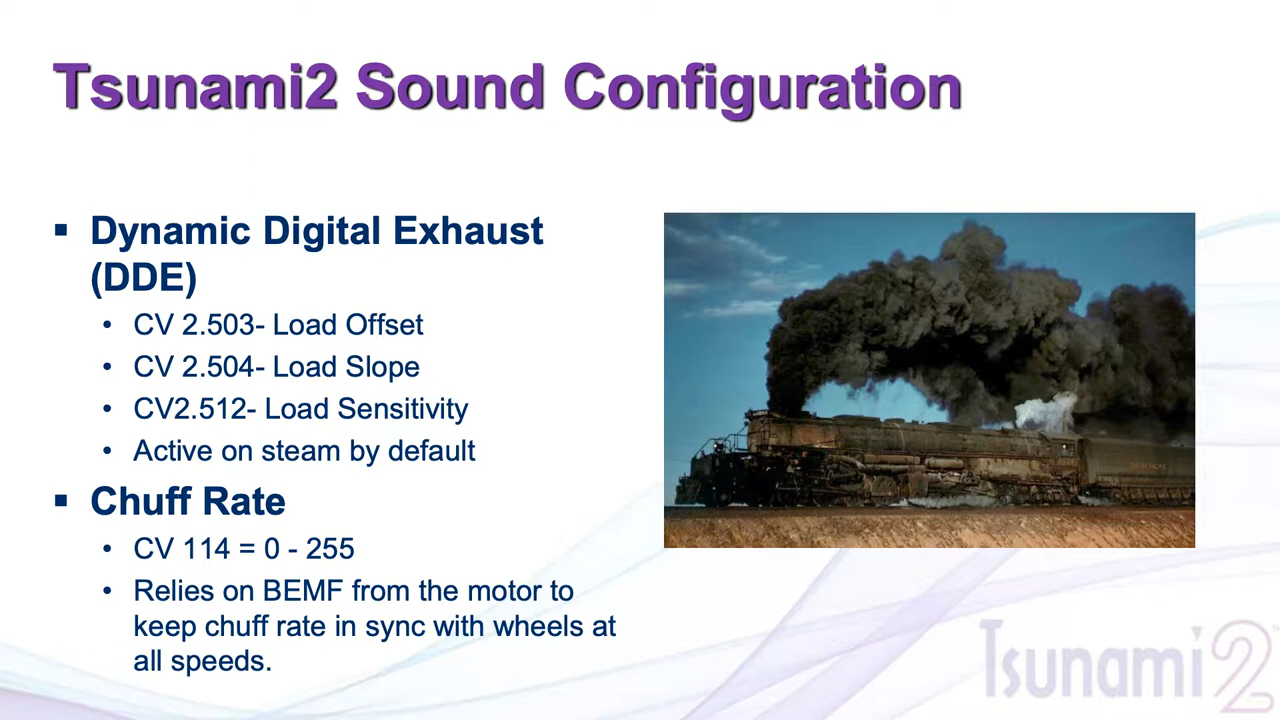 Tsunami2 Sound Configuration
▪ Dynamic Digital Exhaust
(DDE)
• CV 2.503- Load Offset
• CV 2.504- Load Slope
• CV2.512- Load Sensitivity
• Active on steam by default
▪ Chuff Rate
• CV 114 = 0 - 255
• Relies on BEMF from the motor to
keep chuff rate in sync with wheels at
all speeds.
Tsunami2